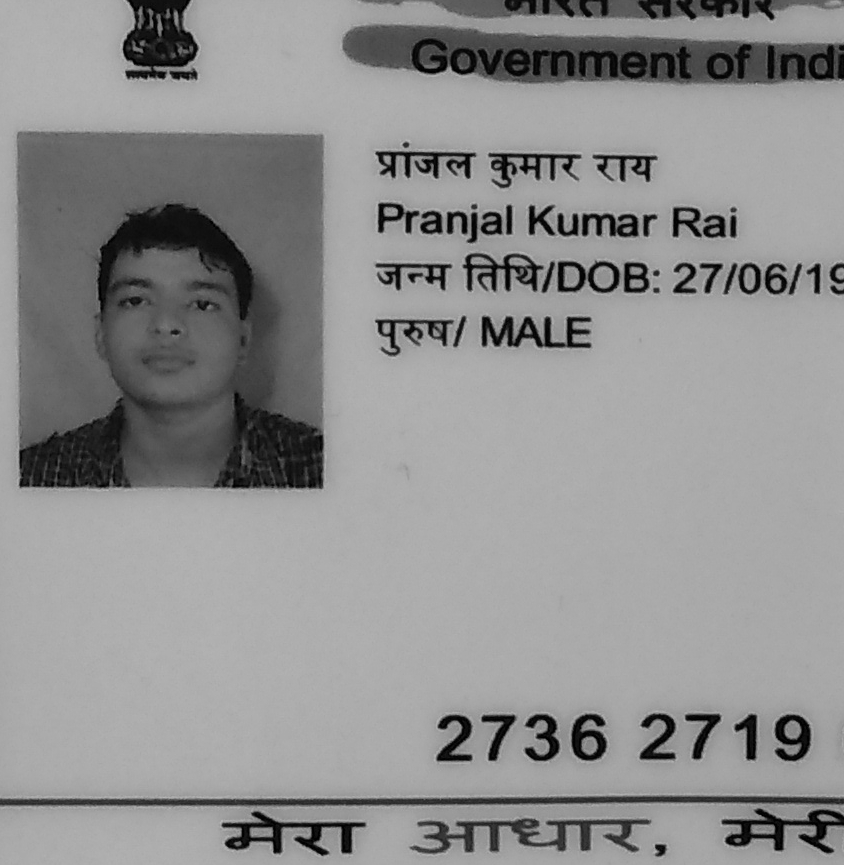 सत्यमेव जयते
भारत सरकार
Government of Indi
प्रांजल कुमार राय
Pranjal Kumar Rai
जन्म तिथि/DOB: 27/06/19
पुरुष/ MALE
2736 2719
मेरा आधार, मेरी